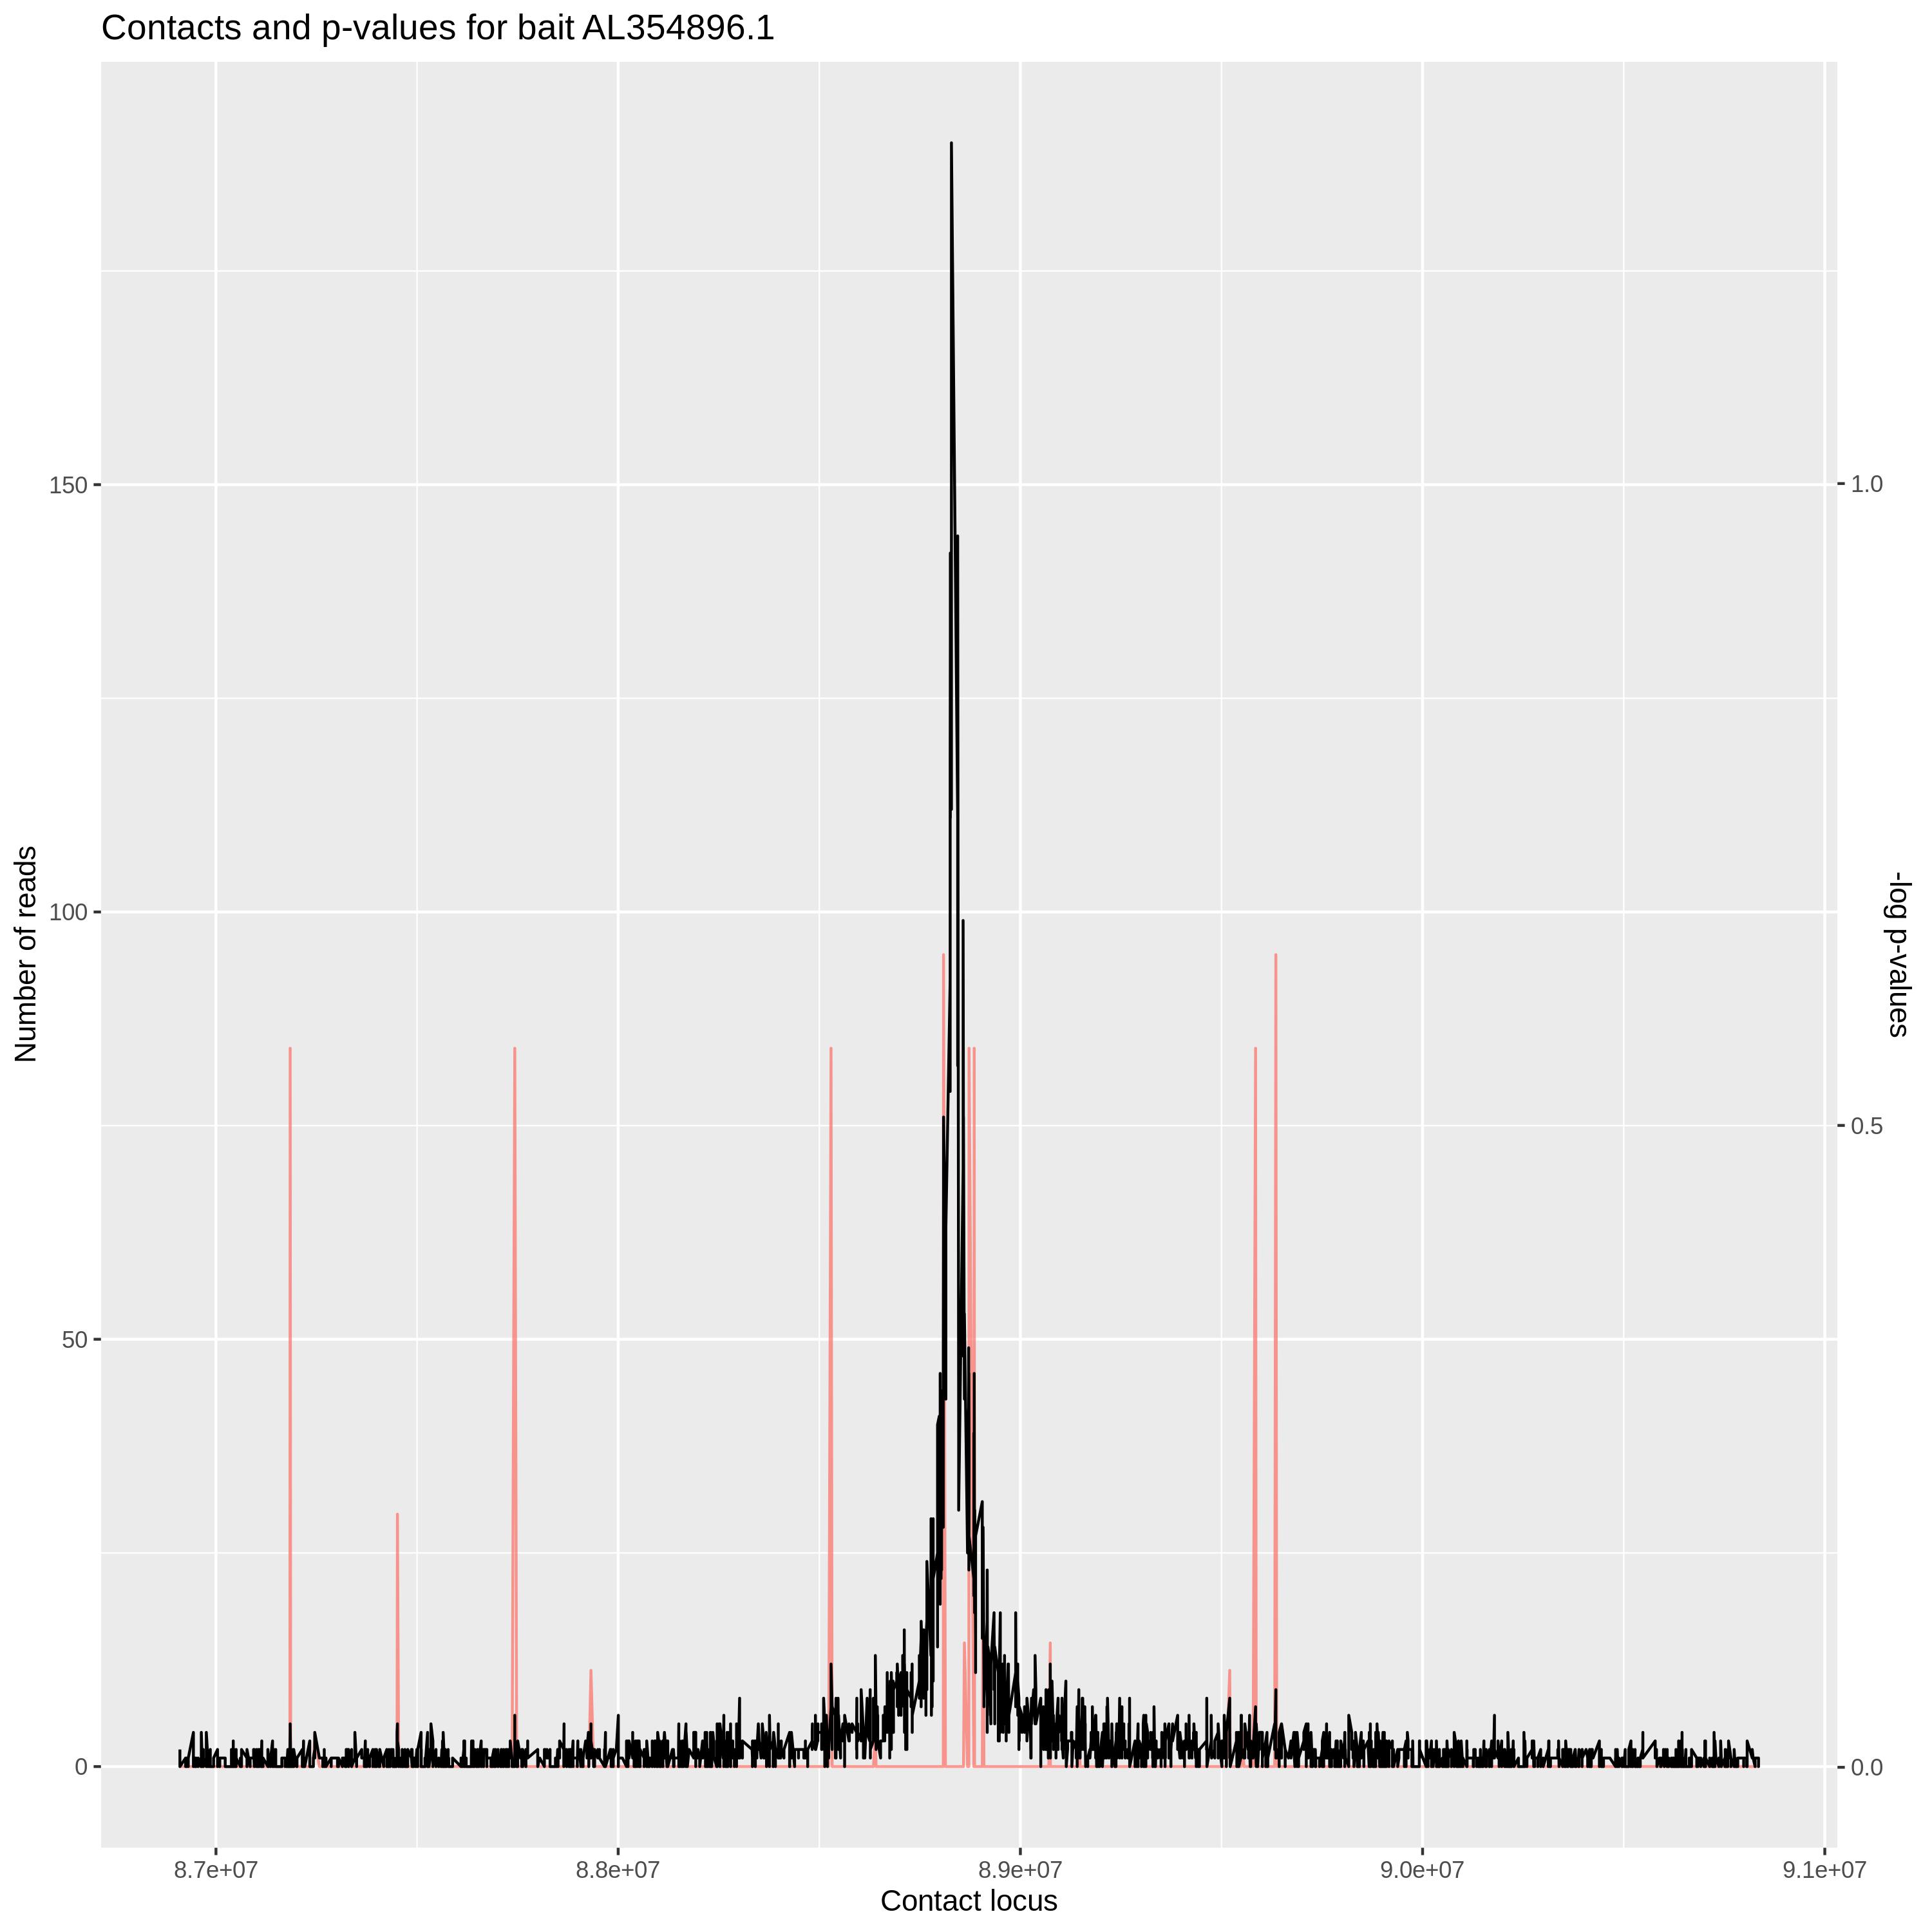 Contacts and p-values for bait AL354896.1
Number of reads
150
100
50
0
1.0
0.5
0.0
-log p-values
8.7e+07
8.8e+07
8.9e+07
9.0e+07
9.1e+07
Contact locus